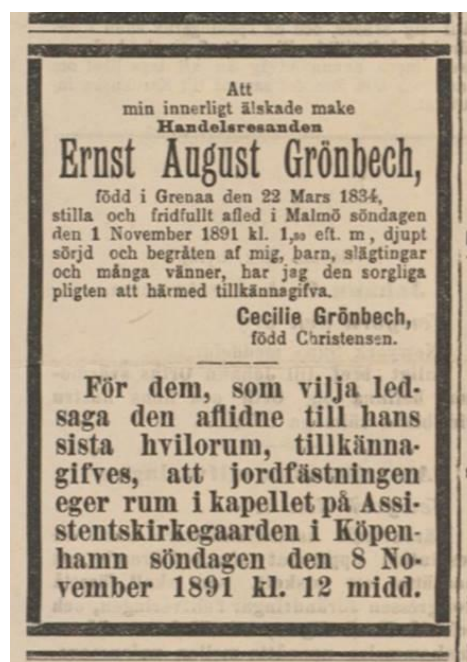 Att
min innerligt älskade make
Handelsresanden
Ernst August Grönbech,
född i Grenaa den 22 Mars 1834,
stilla och fridfullt afled i Malmö söndagen
den 1 November 1891 kl. 1,30 eft. m, djupt
sörjd och begråten af mig, barn, slägtingar
och många vänner, har jag den sorgliga
pligten att härmed tillkännagifva.
Cecilie Grönbech,
född Christensen.
För dem, som vilja led-
saga den aflidne till hans
sista hvilorum, tillkänna-
gifves, att jordfästningen
eger rum i kapellet på Assi-
stentskirkegaarden i Köpen-
hamn söndagen den 8 No-
vember 1891 kl. 12 midd.